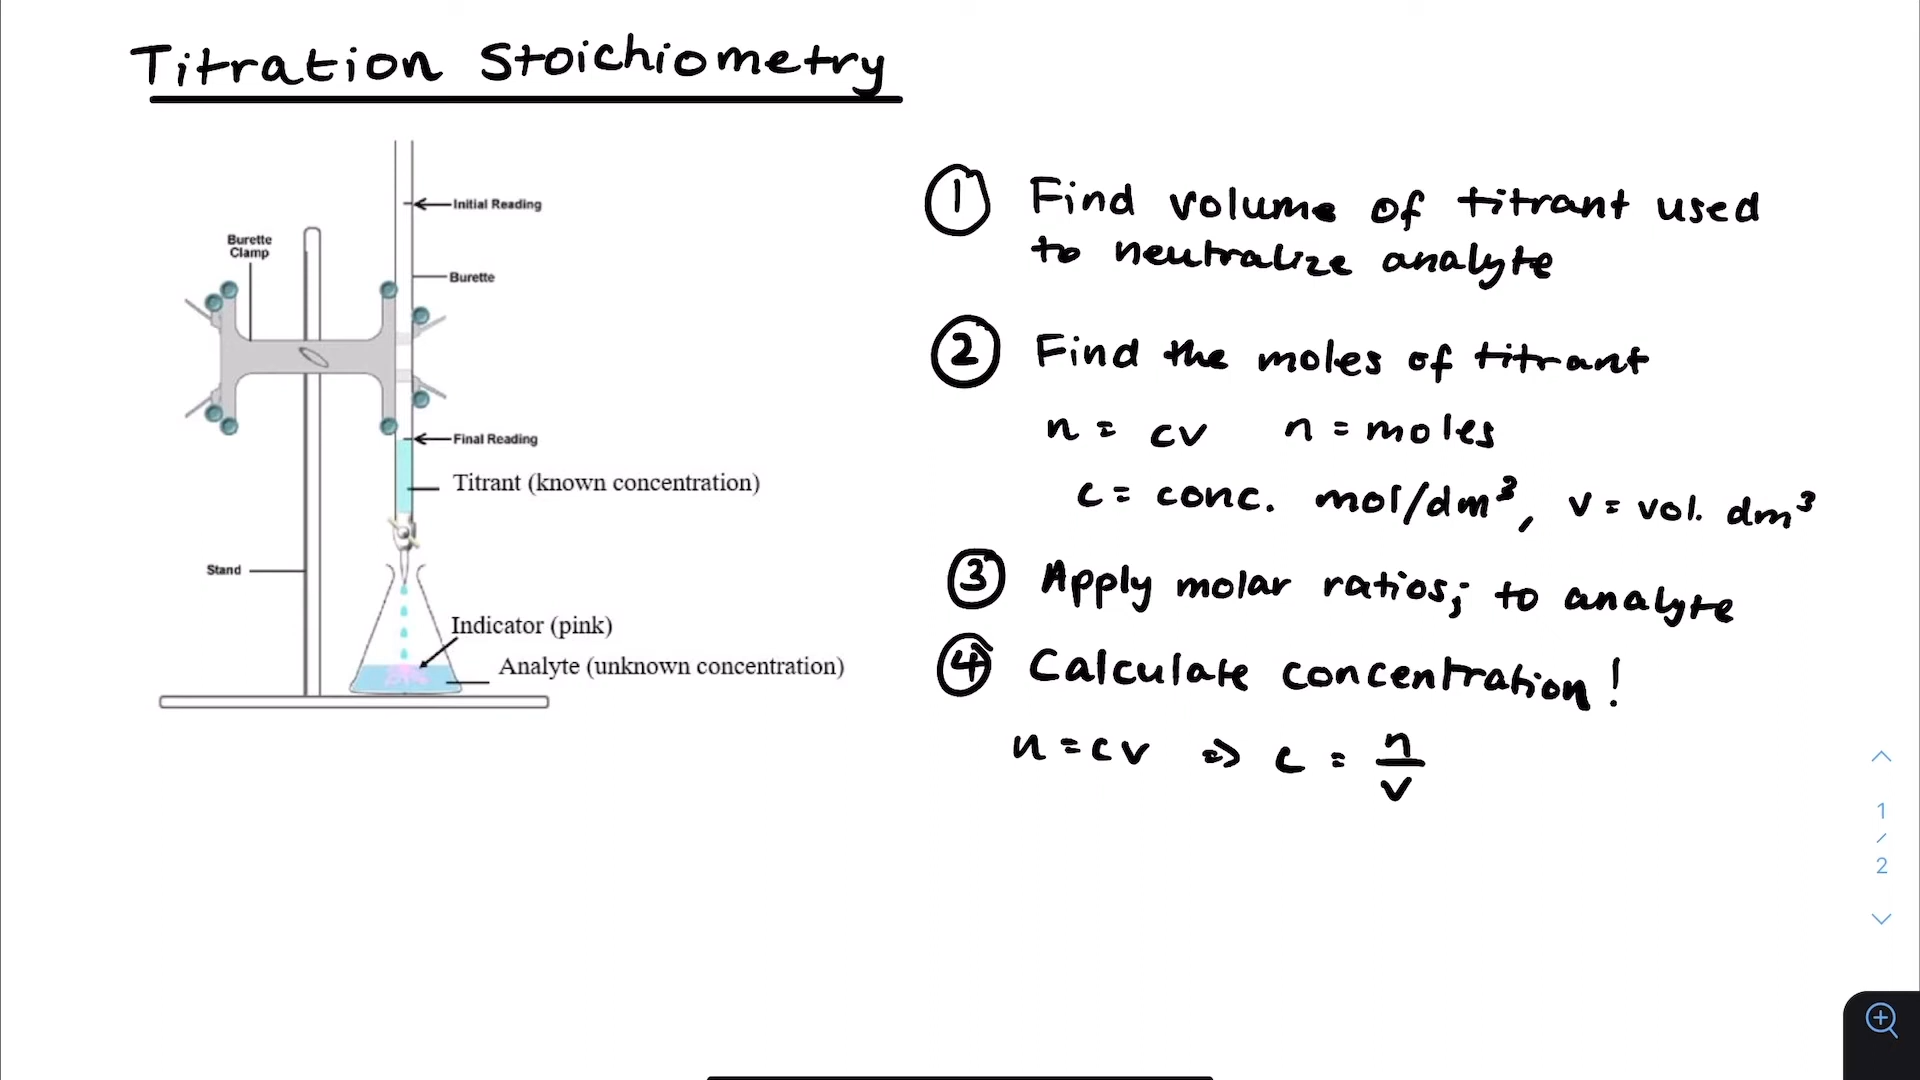 Titration Stoichiometry
Initial Reading
Burette
Clamp
Burette
Final Reading
Titrant (known concentration)
Stand
Indicator (pink)
Analyte (unknown concentration)
① Find volume of titrant used
to neutralize analyte
② Find the moles of titrant
n = cv n = moles
c = conc. mol/dm³, v = vol. dm³
③ Apply molar ratios; to analyte
④ Calculate concentration!
n = cv ⇒ c = n/v
1
/
2